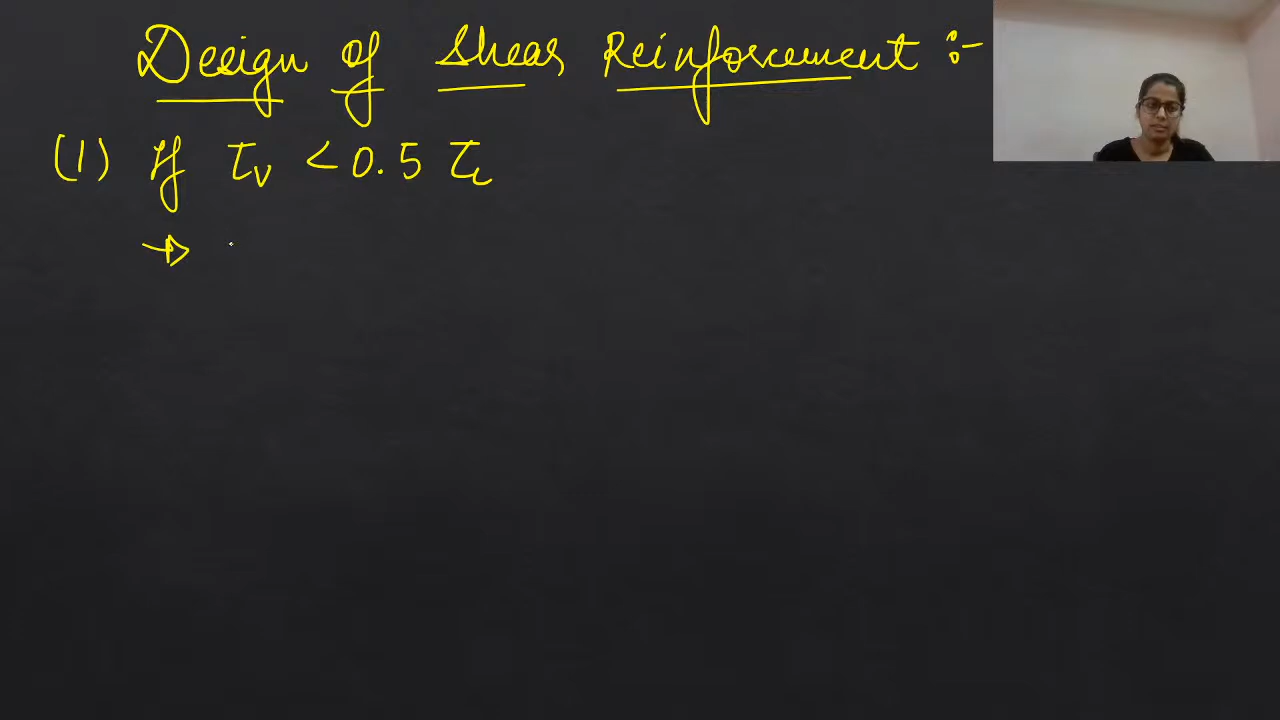 Design of Shear Reinforcement :-
(1) If τv < 0.5 τc
→